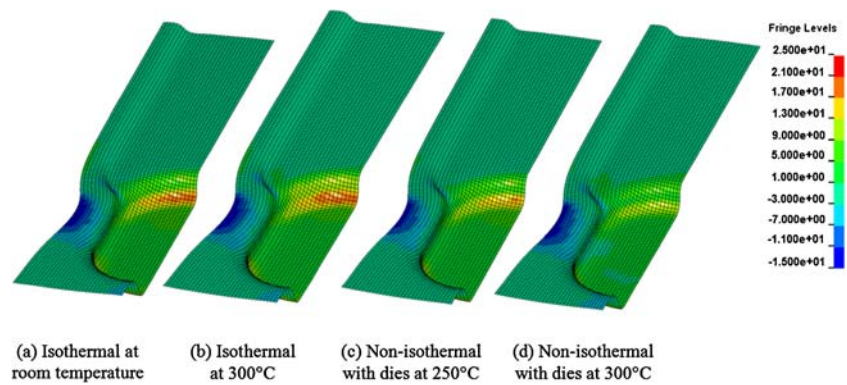 Fringe Levels
2.500e+01
2.100e+01
1.700e+01
1.300e+01
9.000e+00
5.000e+00
1.000e+00
-3.000e+00
-7.000e+00
-1.100e+01
-1.500e+01
(a) Isothermal at
room temperature
(b) Isothermal
at 300°C
(c) Non-isothermal
with dies at 250°C
(d) Non-isothermal
with dies at 300°C